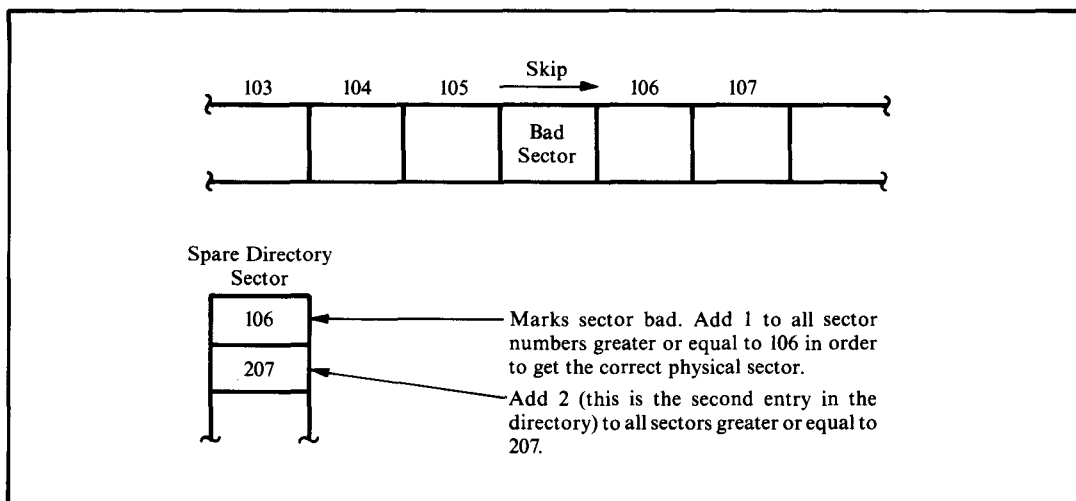 Skip
103 104 105 106 107
Bad
Sector
Spare Directory
Sector
106
Marks sector bad. Add 1 to all sector
numbers greater or equal to 106 in order
to get the correct physical sector.
207
Add 2 (this is the second entry in the
directory) to all sectors greater or equal to
207.